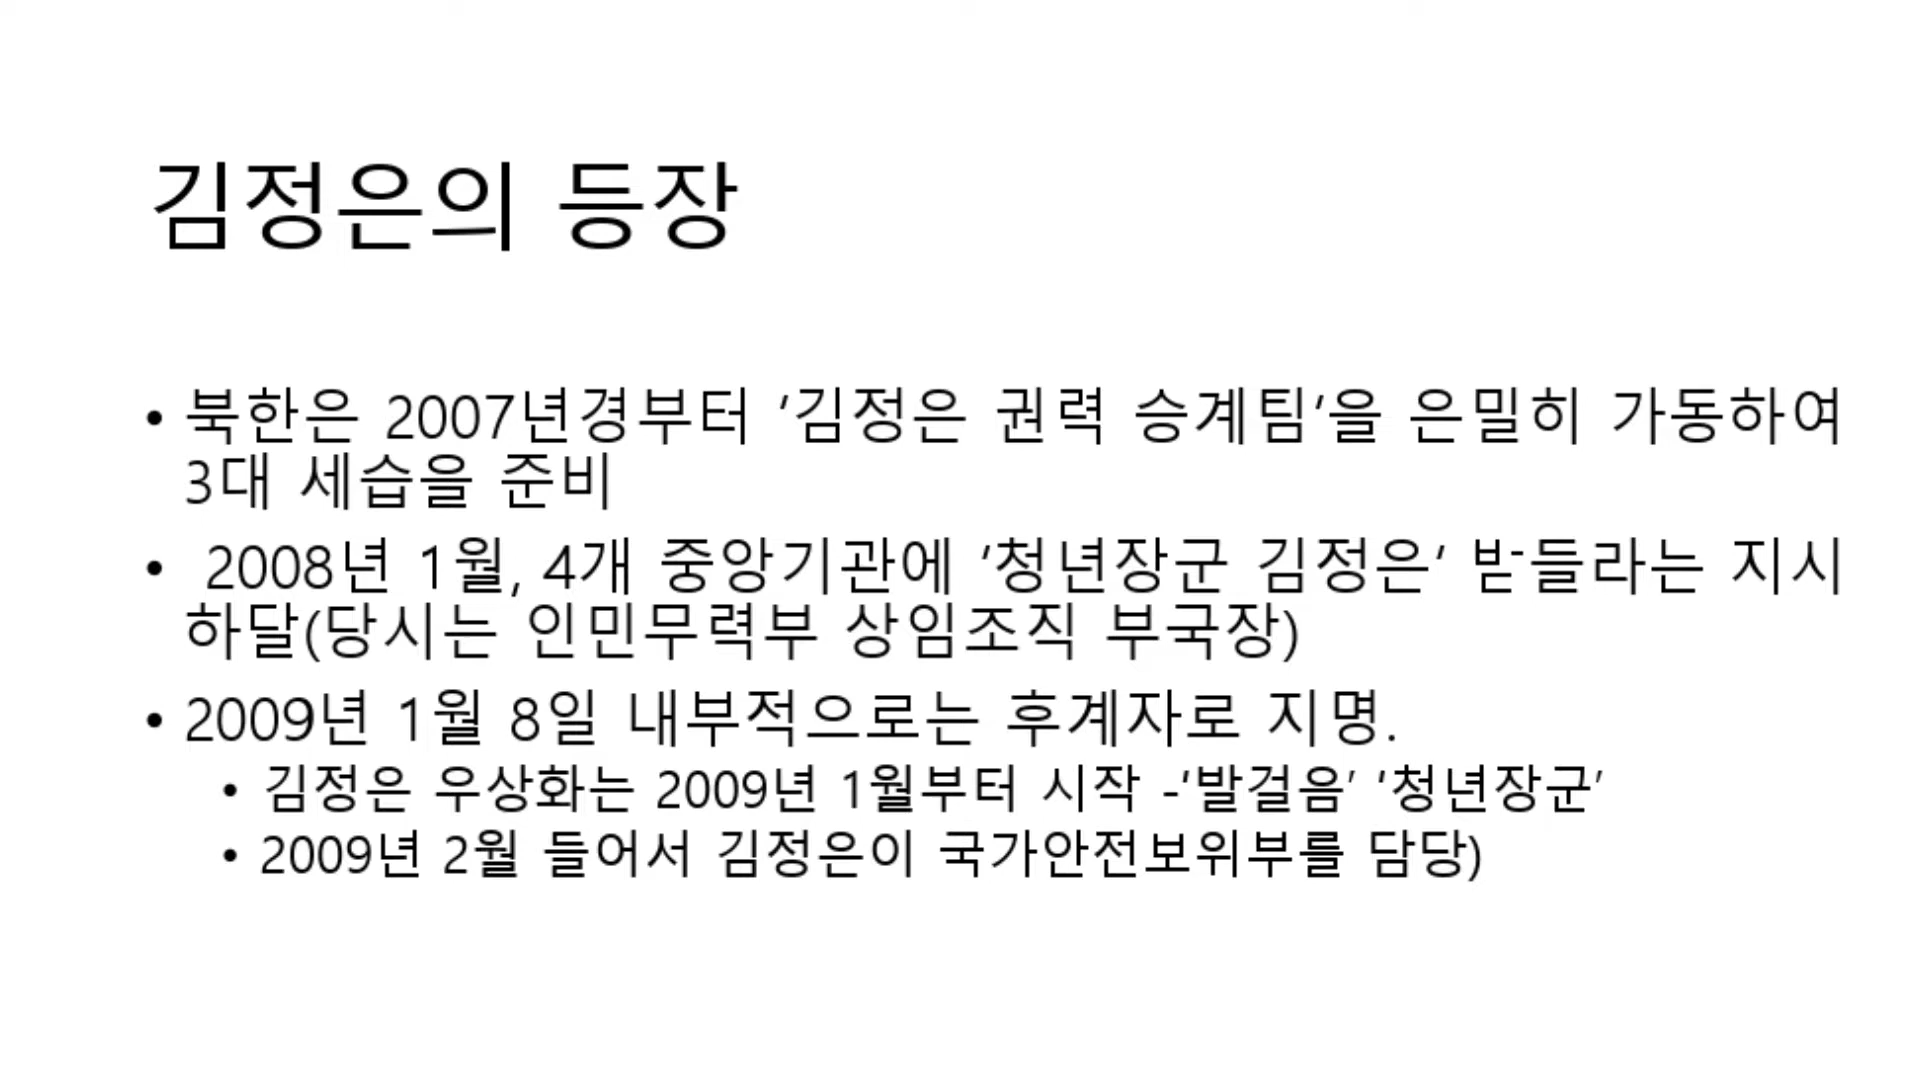 김정은의 등장
• 북한은 2007년경부터 ‘김정은 권력 승계팀’을 은밀히 가동하여
3대 세습을 준비
• 2008년 1월, 4개 중앙기관에 ‘청년장군 김정은‘ 받들라는 지시
하달(당시는 인민무력부 상임조직 부국장)
• 2009년 1월 8일 내부적으로는 후계자로 지명.
• 김정은 우상화는 2009년 1월부터 시작 -‘발걸음’ ‘청년장군’
• 2009년 2월 들어서 김정은이 국가안전보위부를 담당)